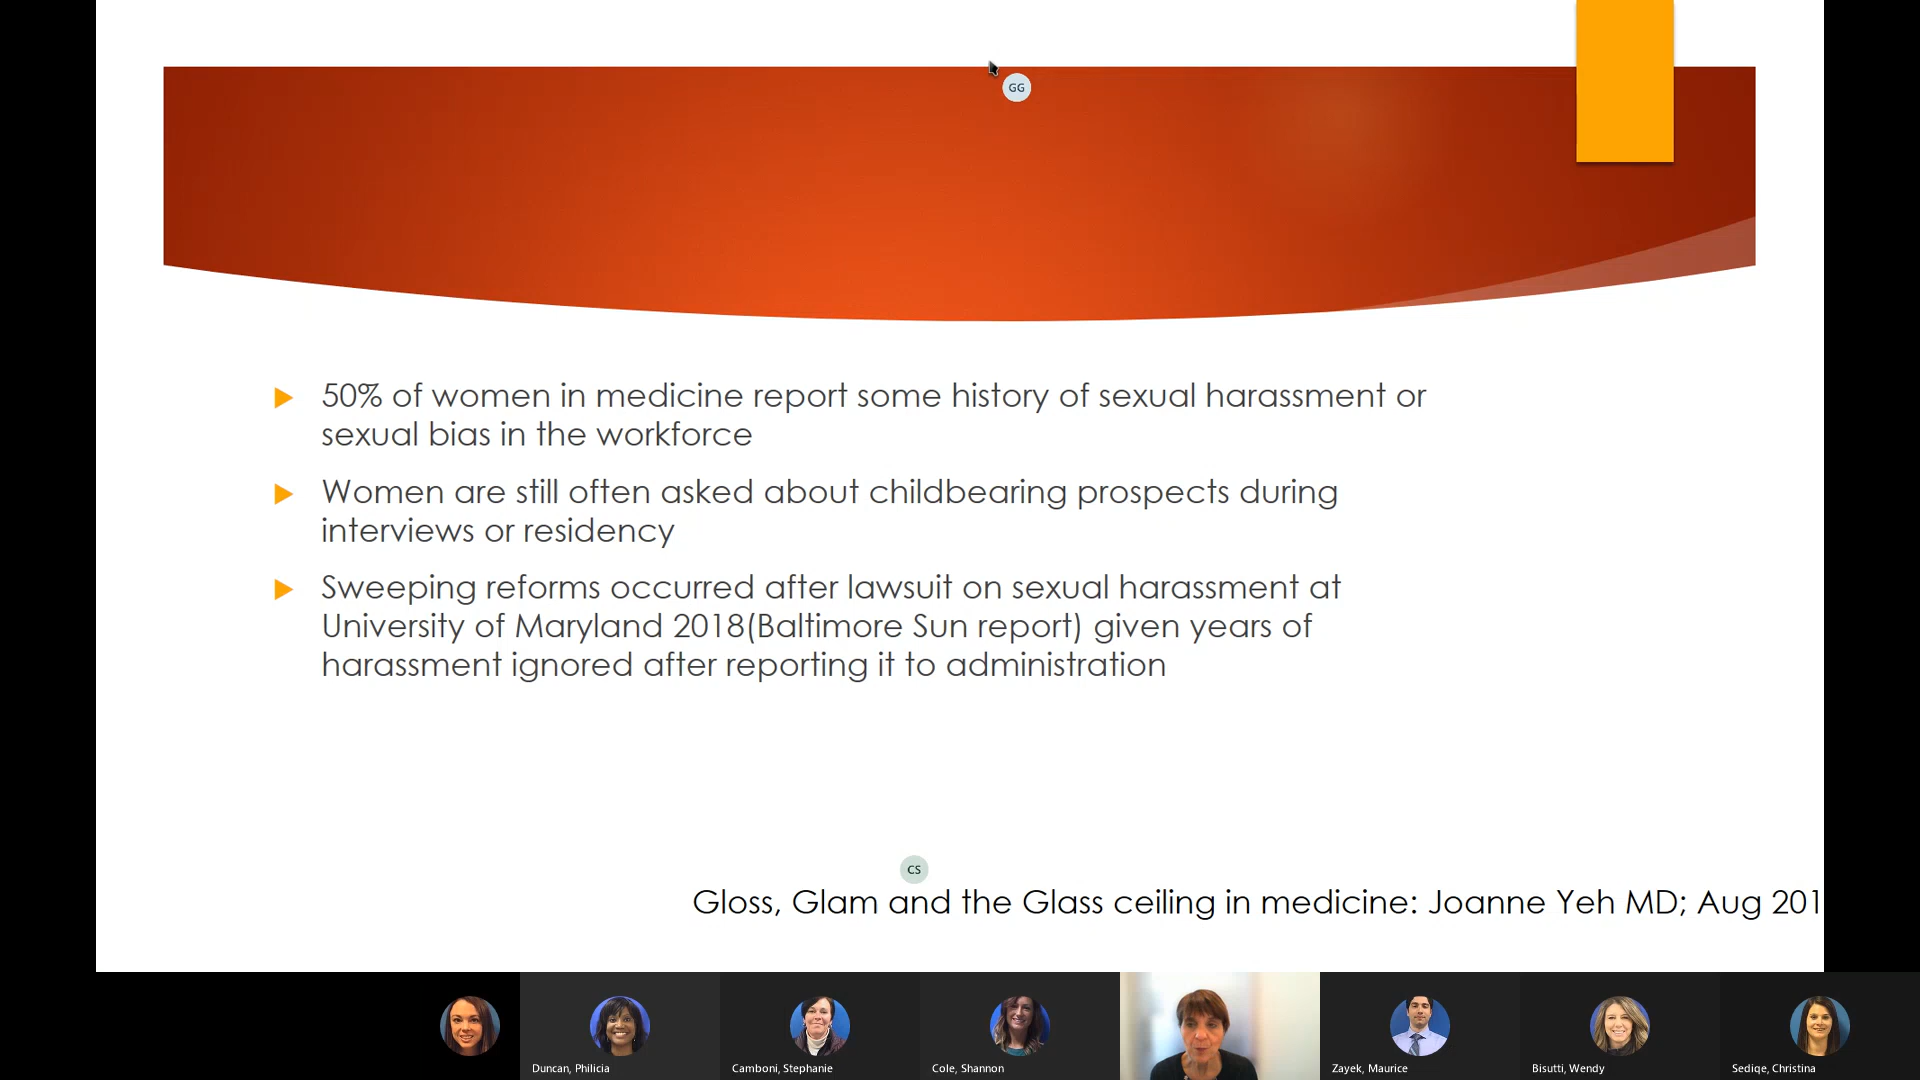 GG
50% of women in medicine report some history of sexual harassment or
sexual bias in the workforce
Women are still often asked about childbearing prospects during
interviews or residency
Sweeping reforms occurred after lawsuit on sexual harassment at
University of Maryland 2018(Baltimore Sun report) given years of
harassment ignored after reporting it to administration
CS
Gloss, Glam and the Glass ceiling in medicine: Joanne Yeh MD; Aug 201
Duncan, Philicia
Camboni, Stephanie
Cole, Shannon
Zayek, Maurice
Bisutti, Wendy
Sediqe, Christina